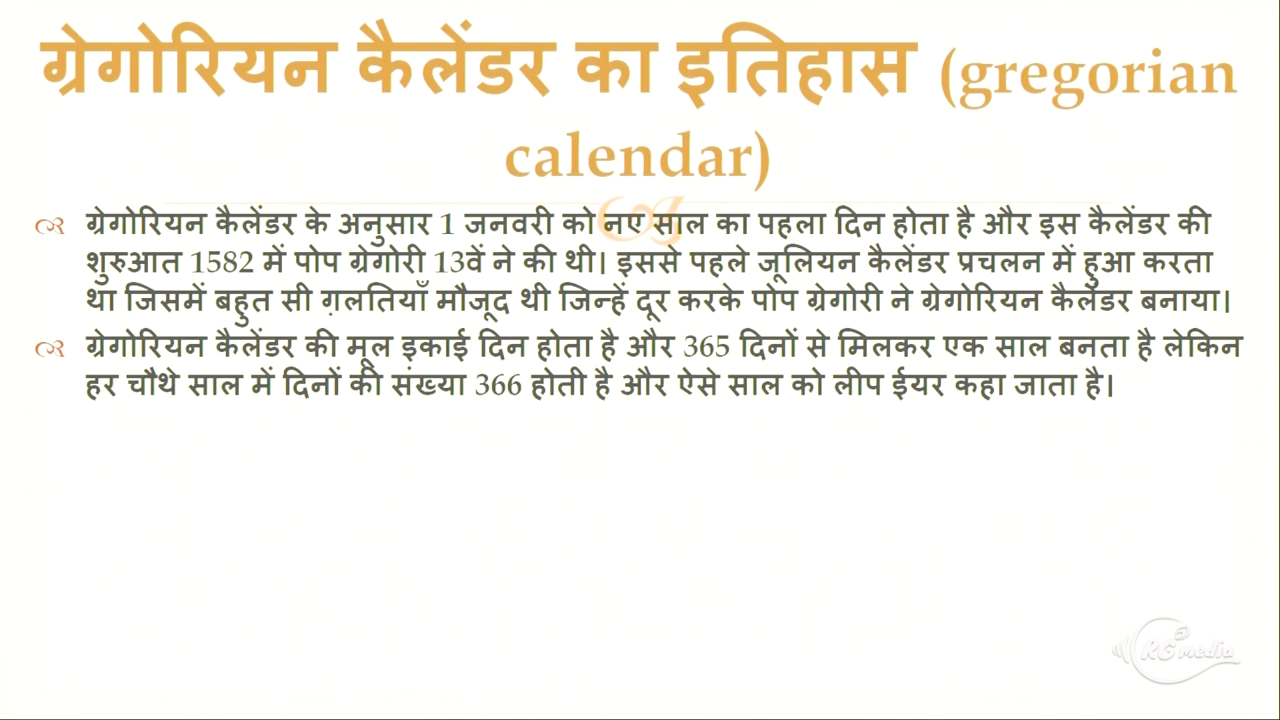 ग्रेगोरियन कैलेंडर का इतिहास (gregorian
calendar)
ग्रेगोरियन कैलेंडर के अनुसार 1 जनवरी को नए साल का पहला दिन होता है और इस कैलेंडर की
शुरुआत 1582 में पोप ग्रेगोरी 13वें ने की थी। इससे पहले जूलियन कैलेंडर प्रचलन में हुआ करता
था जिसमें बहुत सी ग़लतियाँ मौजूद थी जिन्हें दूर करके पोप ग्रेगोरी ने ग्रेगोरियन कैलेंडर बनाया।
ग्रेगोरियन कैलेंडर की मूल इकाई दिन होता है और 365 दिनों से मिलकर एक साल बनता है लेकिन
हर चौथे साल में दिनों की संख्या 366 होती है और ऐसे साल को लीप ईयर कहा जाता है।
KG media